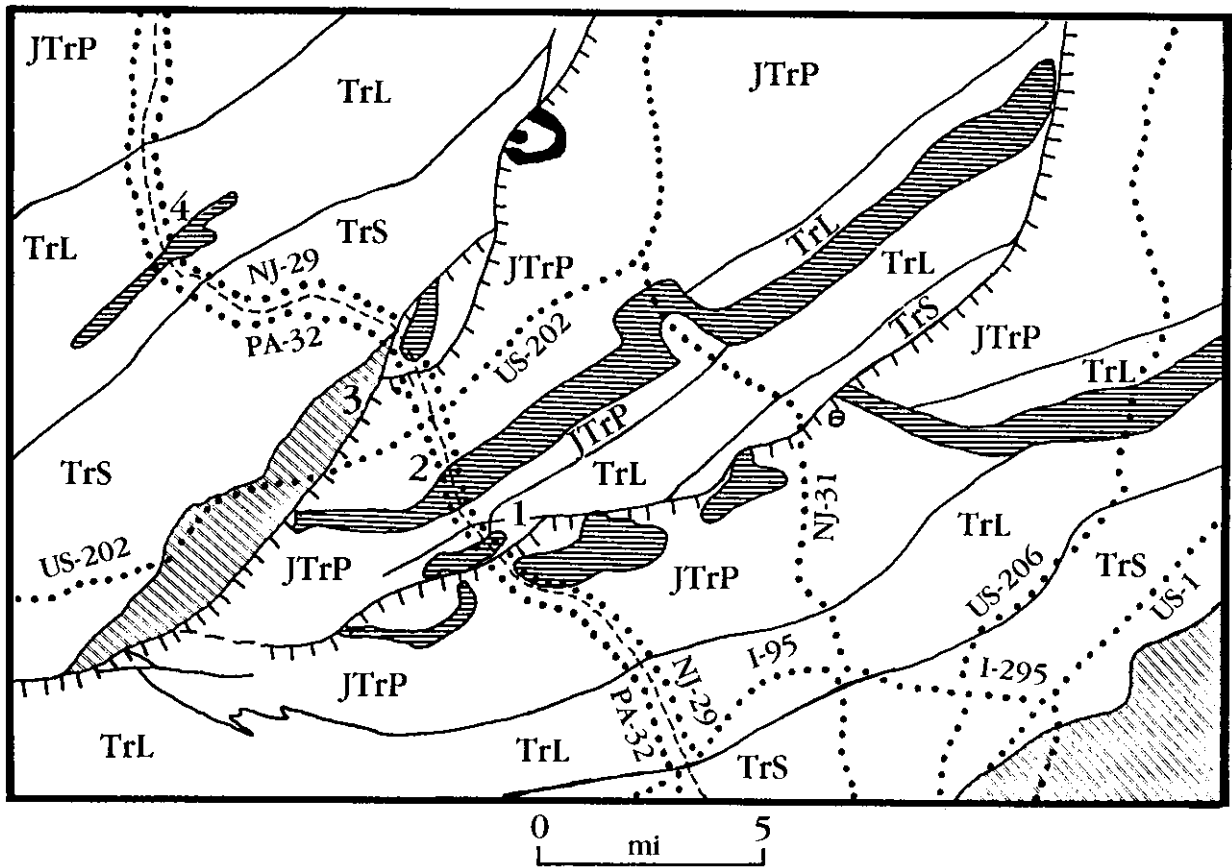 JTrP
TrL
JTrP
4
TrS
TrL
NJ-29
JTrP
TrL
TrL
PA-32
US-202
TrS
JTrP
3
TrL
2
JTrP
TrS
TrL
NJ-31
1
TrL
US-202
JTrP
JTrP
US-206
TrS
US-1
I-95
NJ-29
I-295
JTrP
PA-32
TrL
TrL
TrS
0
5
mi